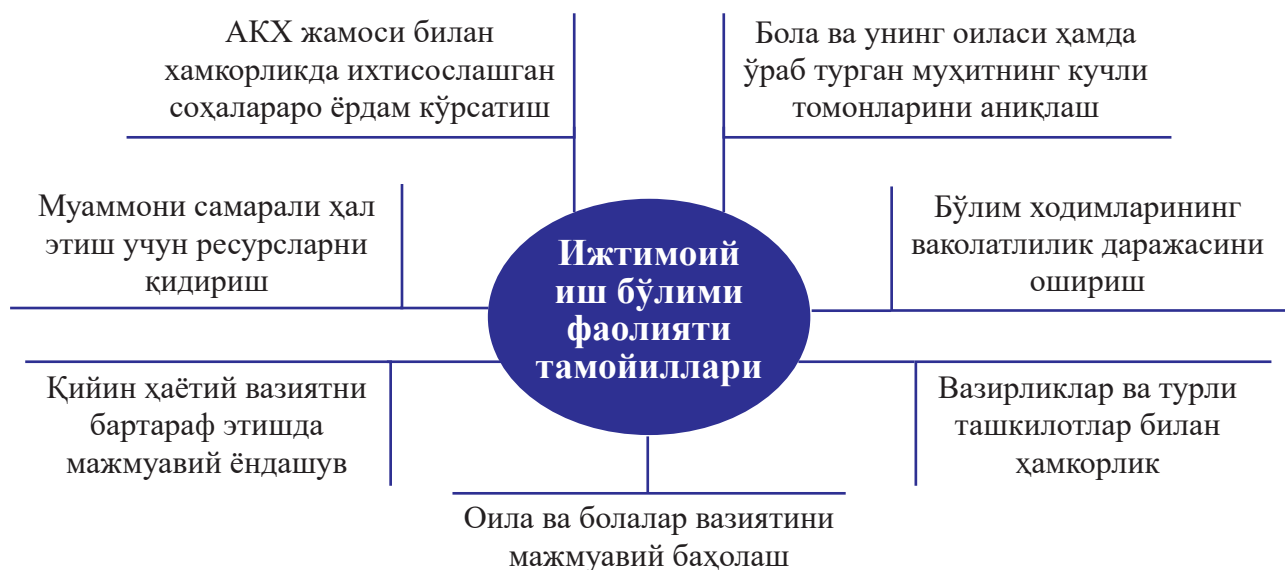 АКХ жамоси билан
хамкорликда ихтисослашган
соҳалараро ёрдам кўрсатиш
Бола ва унинг оиласи ҳамда
ўраб турган муҳитнинг кучли
томонларини аниқлаш
Муаммони самарали ҳал
этиш учун ресурсларни
қидириш
Ижтимоий
иш бўлими
фаолияти
тамойиллари
Бўлим ходимларининг
ваколатлилик даражасини
ошириш
Қийин ҳаётий вазиятни
бартараф этишда
мажмуавий ёндашув
Вазирликлар ва турли
ташкилотлар билан
ҳамкорлик
Оила ва болалар вазиятини
мажмуавий баҳолаш